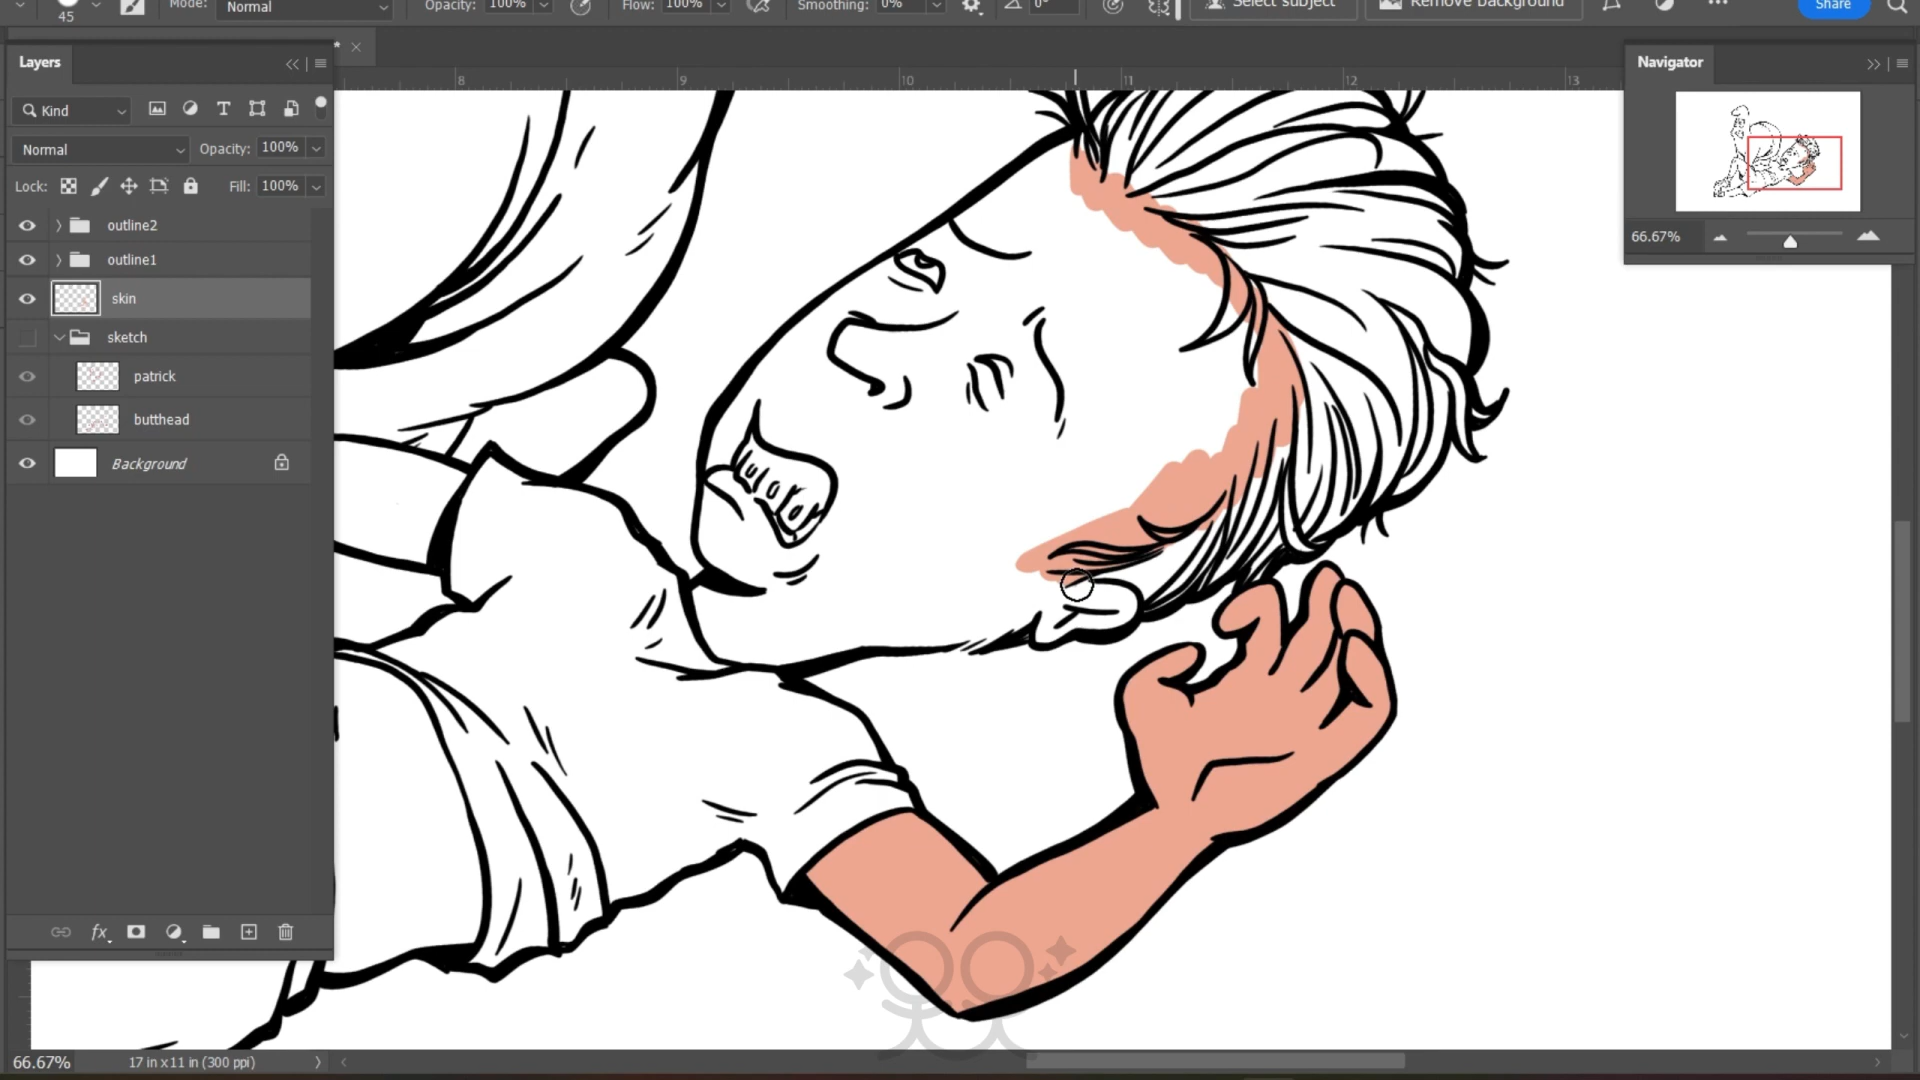 45
Mode: Normal
Opacity: 100%
Flow: 100%
Smoothing: 0%
0°
Select subject
Remove background
Share
*
Layers
Kind
Normal
Opacity: 100%
Lock:
Fill: 100%
outline2
outline1
skin
sketch
patrick
butthead
Background
fx
8 9 10 11 12 13
Navigator
66.67%
66.67%
17 in x 11 in (300 ppi)